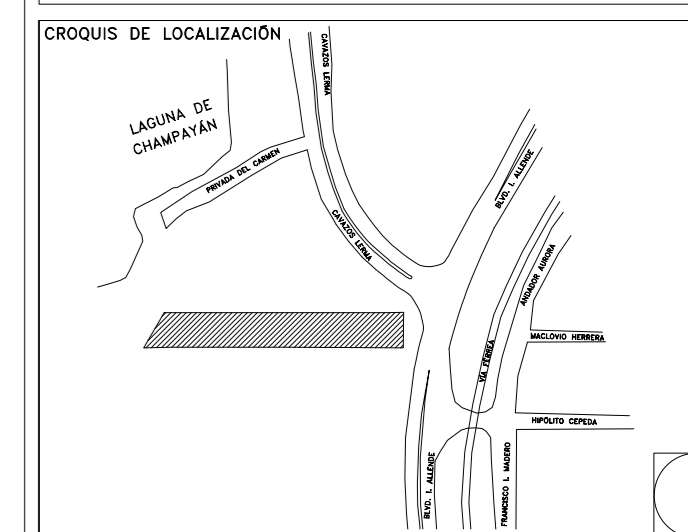 CROQUIS DE LOCALIZACIÓN
CAVAZOS LERMA
LAGUNA DE
CHAMPAYÁN
PRIVADA DEL CARMEN
BLVD. I. ALLENDE
CAVAZOS LERMA
ANDADOR AURORA
MACLOVIO HERRERA
VÍA FERREA
HIPÓLITO CEPEDA
BLVD. I. ALLENDE
FRANCISCO I. MADERO